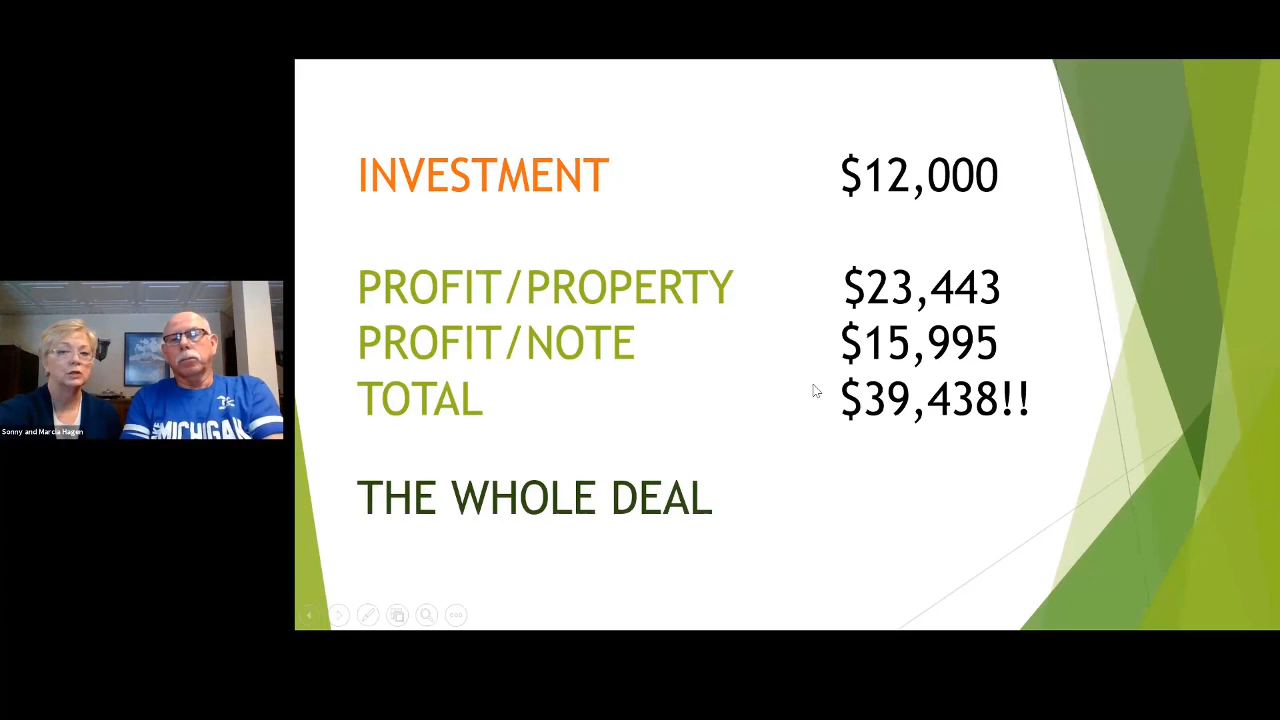 INVESTMENT $12,000
PROFIT/PROPERTY $23,443
PROFIT/NOTE $15,995
TOTAL $39,438!!
THE WHOLE DEAL
Sonny and Marcia Hagen
MICHIGAN